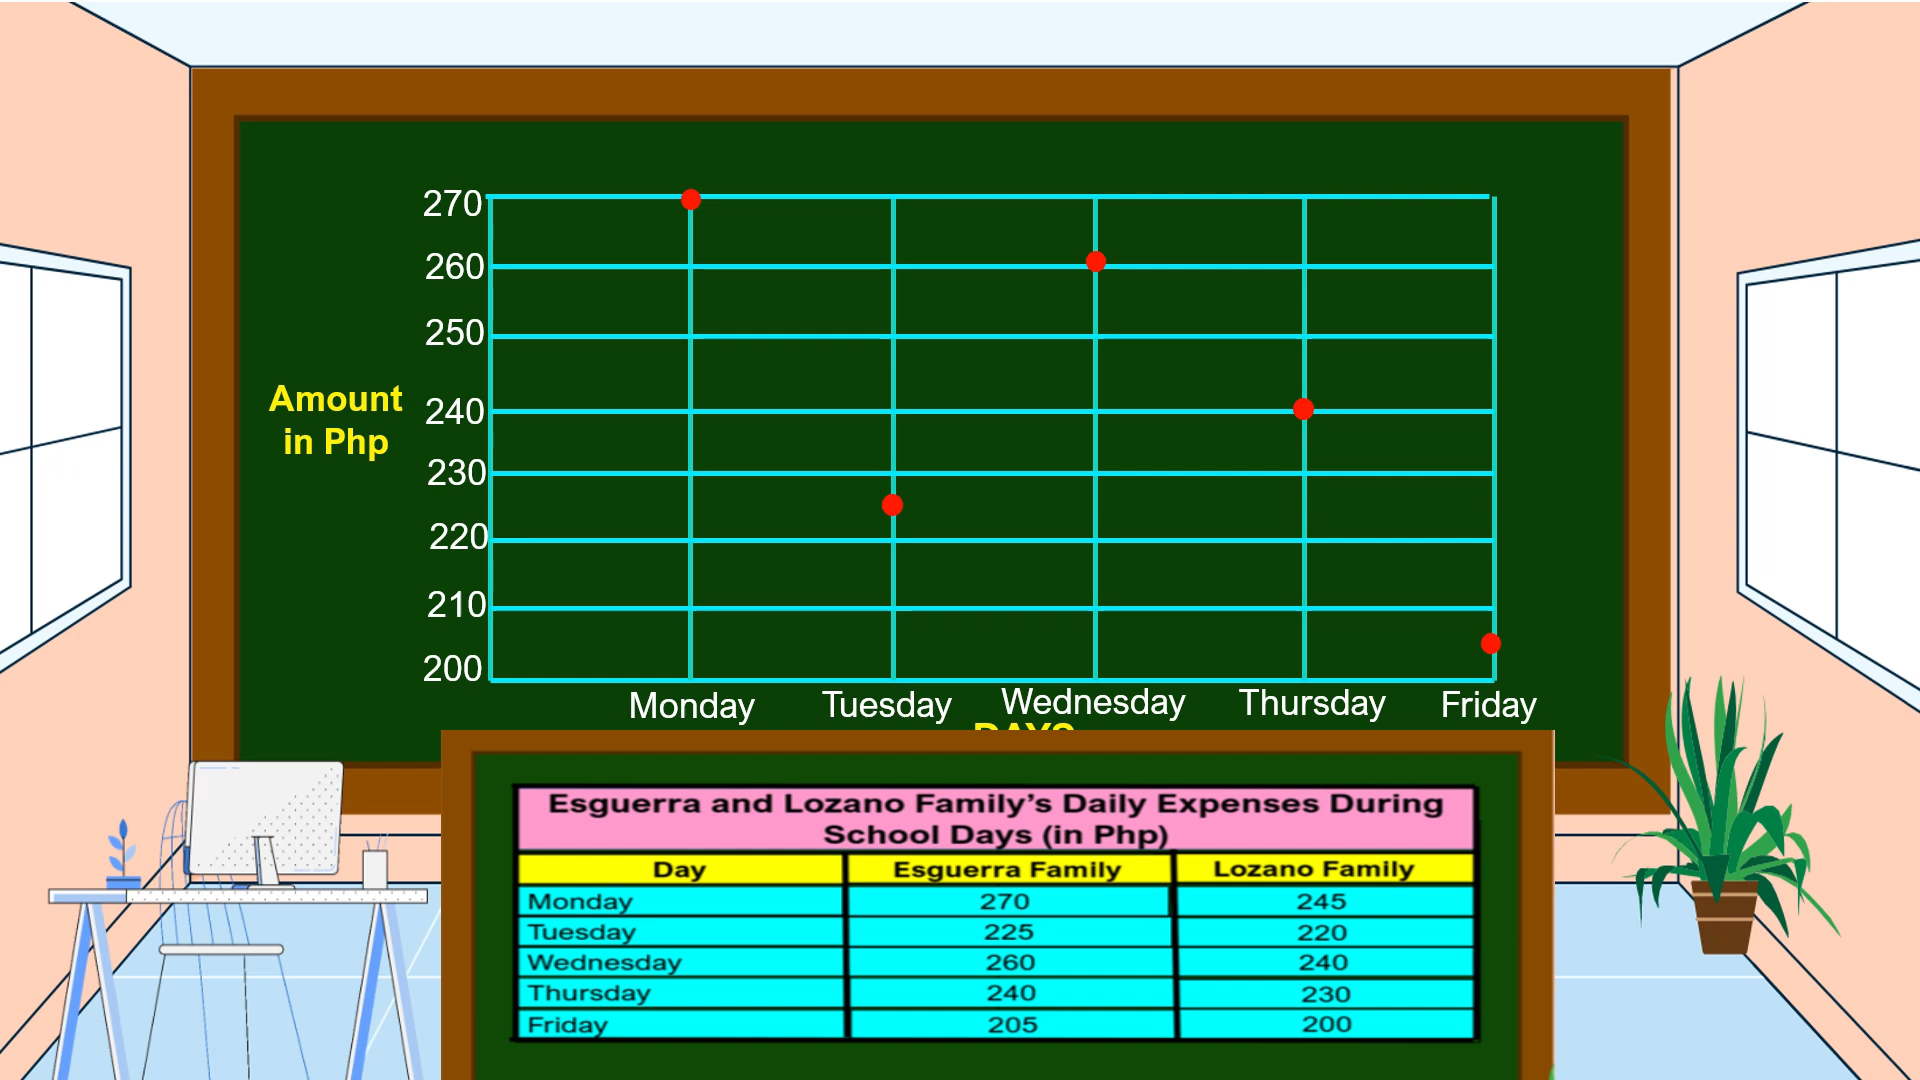 270
260
250
Amount
in Php
240
230
220
210
200
Monday Tuesday Wednesday Thursday Friday
DAYS
Esguerra and Lozano Family's Daily Expenses During
School Days (in Php)
Day Esguerra Family Lozano Family
Monday 270 245
Tuesday 225 220
Wednesday 260 240
Thursday 240 230
Friday 205 200